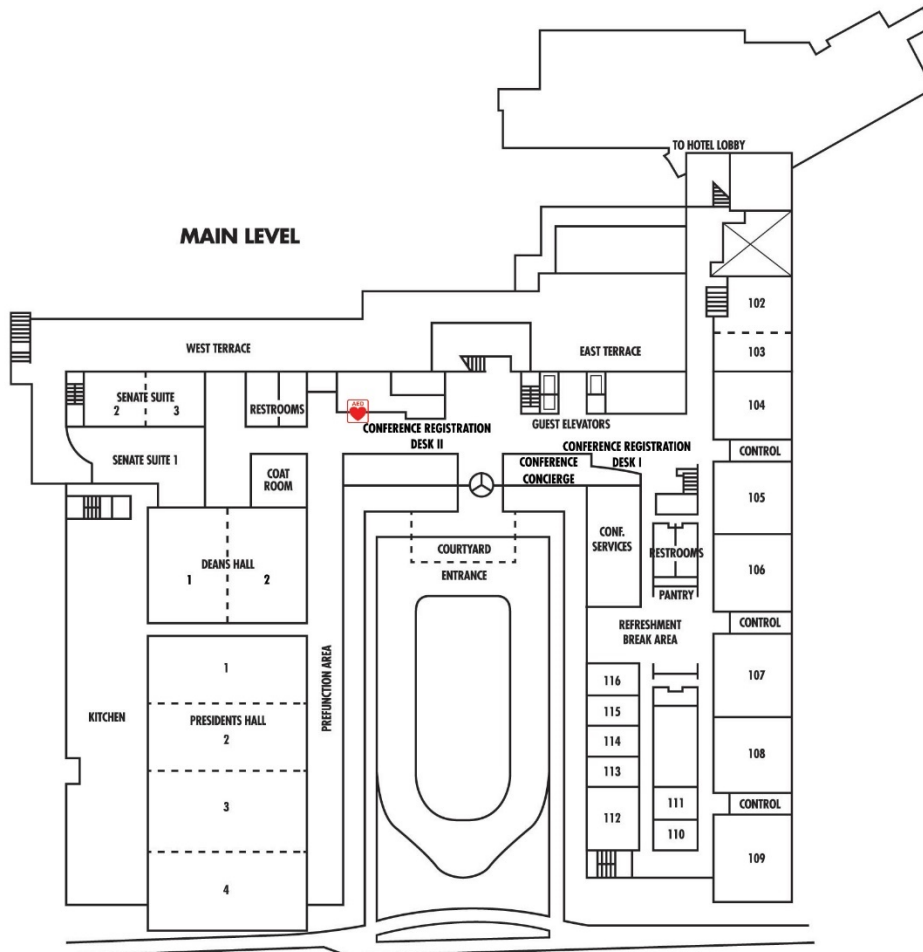 TO HOTEL LOBBY
MAIN LEVEL
102
WEST TERRACE
EAST TERRACE
103
SENATE SUITE
2 3
RESTROOMS
AED
104
GUEST ELEVATORS
CONFERENCE REGISTRATION
DESK II
SENATE SUITE 1
CONFERENCE REGISTRATION
DESK I
CONFERENCE
CONCIERGE
CONTROL
COAT
ROOM
105
CONF.
SERVICES
COURTYARD
RESTROOMS
DEANS HALL
1 2
ENTRANCE
106
PANTRY
REFRESHMENT
BREAK AREA
CONTROL
1
116
107
PREFUNCTION AREA
KITCHEN
PRESIDENTS HALL
2
115
114
108
113
3
111
CONTROL
112
110
109
4